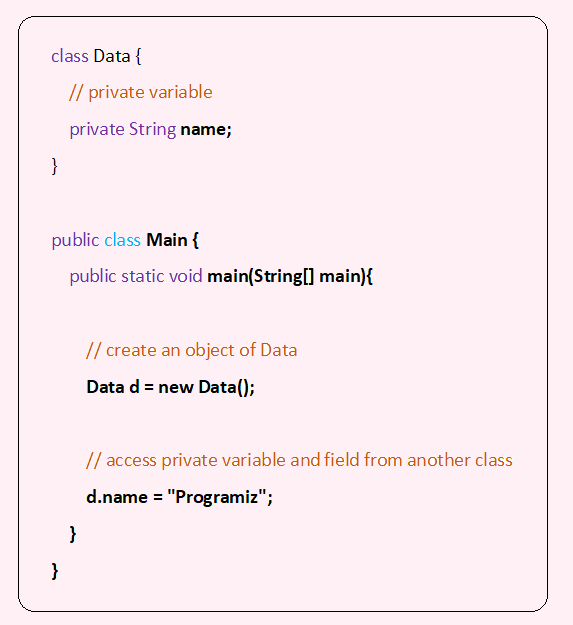 class Data {
// private variable
private String name;
}
public class Main {
public static void main(String[] main){
// create an object of Data
Data d = new Data();
// access private variable and field from another class
d.name = "Programiz";
}
}